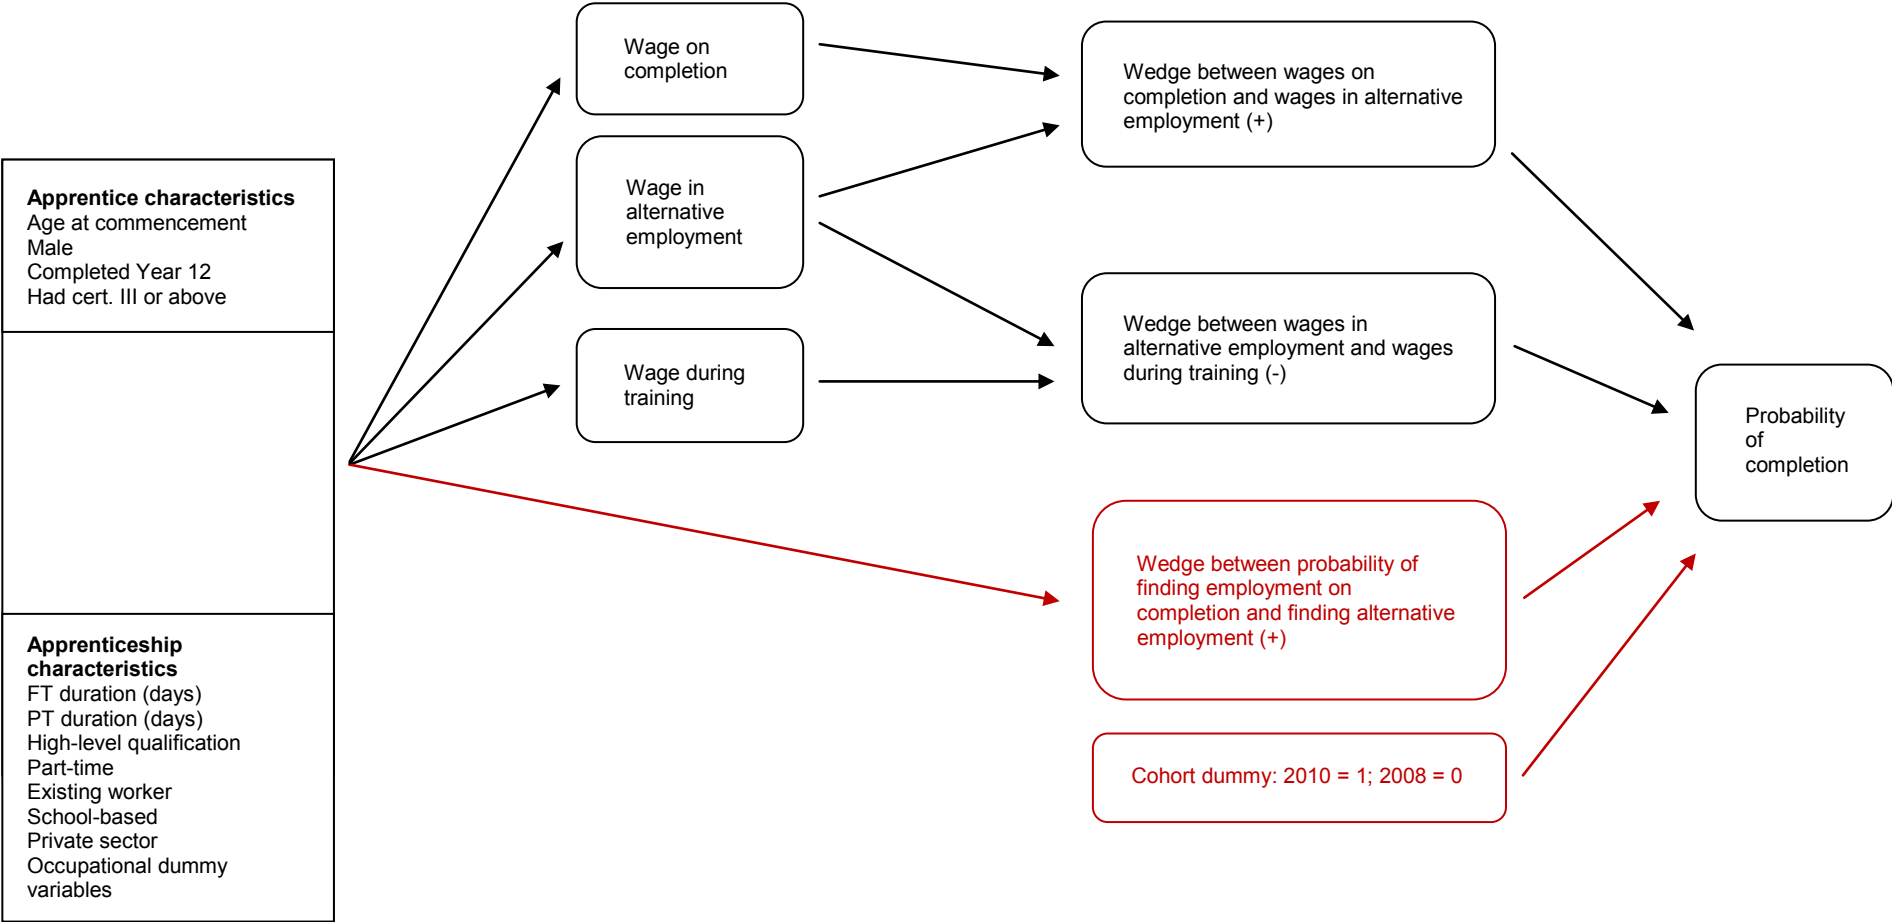 Apprentice characteristics
Age at commencement
Male
Completed Year 12
Had cert. III or above
Apprenticeship
characteristics
FT duration (days)
PT duration (days)
High-level qualification
Part-time
Existing worker
School-based
Private sector
Occupational dummy
variables
Wage on
completion
Wage in
alternative
employment
Wage during
training
Wedge between wages on
completion and wages in alternative
employment (+)
Wedge between wages in
alternative employment and wages
during training (-)
Wedge between probability of
finding employment on
completion and finding alternative
employment (+)
Cohort dummy: 2010 = 1; 2008 = 0
Probability
of
completion